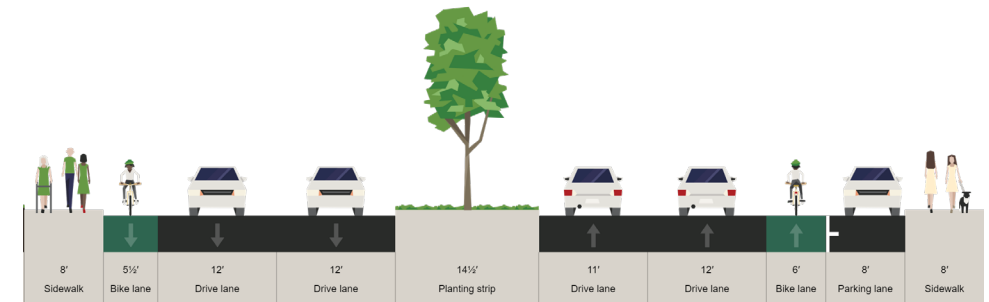 8′ 5½′ 12′ 12′ 14½′ 11′ 12′ 6′ 8′ 8′
Sidewalk Bike lane Drive lane Drive lane Planting strip Drive lane Drive lane Bike lane Parking lane Sidewalk